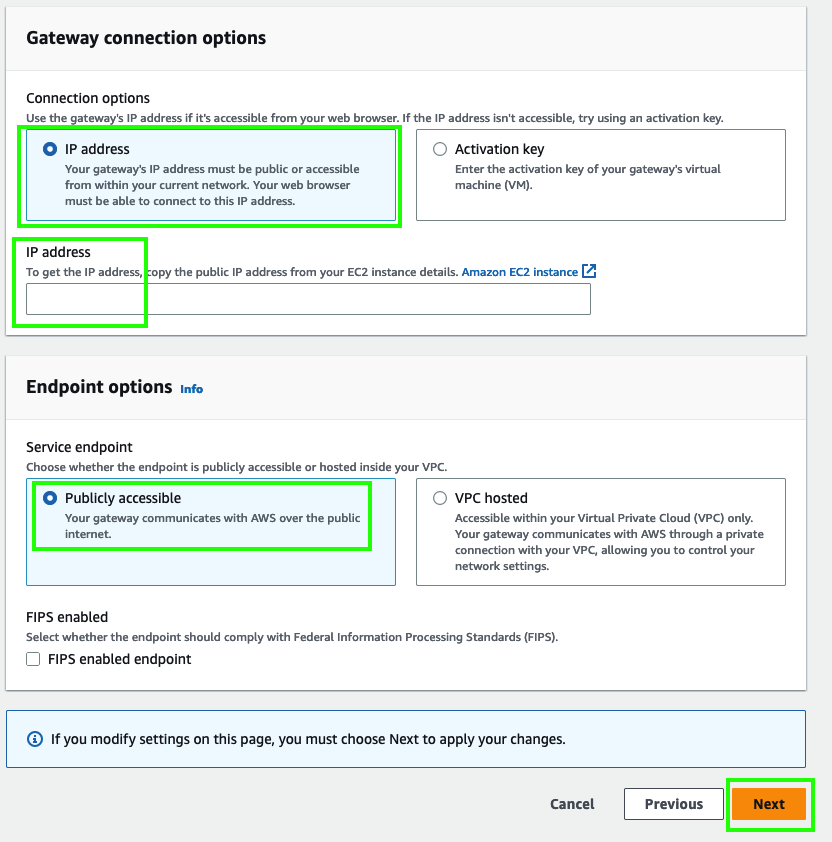 Gateway connection options
Connection options
Use the gateway's IP address if it's accessible from your web browser. If the IP address isn't accessible, try using an activation key.
IP address
Your gateway's IP address must be public or accessible
from within your current network. Your web browser
must be able to connect to this IP address.
Activation key
Enter the activation key of your gateway's virtual
machine (VM).
IP address
To get the IP address, copy the public IP address from your EC2 instance details. Amazon EC2 instance
Endpoint options Info
Service endpoint
Choose whether the endpoint is publicly accessible or hosted inside your VPC.
Publicly accessible
Your gateway communicates with AWS over the public
internet.
VPC hosted
Accessible within your Virtual Private Cloud (VPC) only.
Your gateway communicates with AWS through a private
connection with your VPC, allowing you to control your
network settings.
FIPS enabled
Select whether the endpoint should comply with Federal Information Processing Standards (FIPS).
FIPS enabled endpoint
If you modify settings on this page, you must choose Next to apply your changes.
Cancel Previous Next